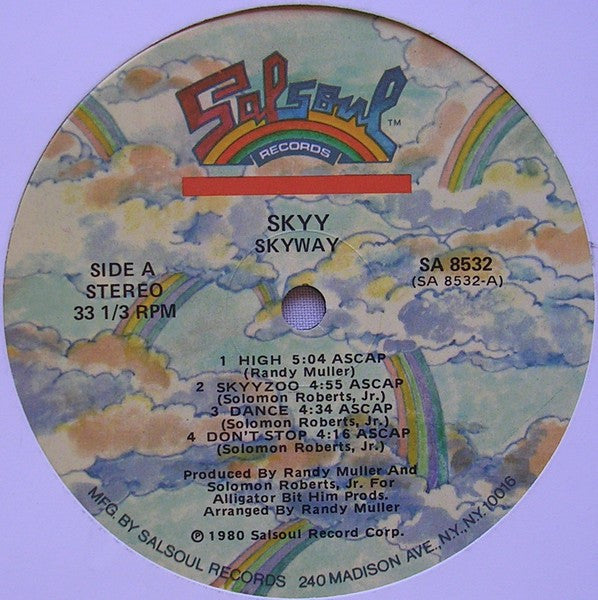 Salsoul TM
RECORDS
SKYY
SKYWAY
SIDE A
STEREO
33 1/3 RPM
SA 8532
(SA 8532-A)
1 HIGH 5:04 ASCAP
(Randy Muller)
2 SKYYZOO 4:55 ASCAP
(Solomon Roberts, Jr.)
3 DANCE 4:34 ASCAP
(Solomon Roberts, Jr.)
4 DON'T STOP 4:16 ASCAP
(Solomon Roberts, Jr.)
Produced By Randy Muller And
Solomon Roberts, Jr. For
Alligator Bit Him Prods.
Arranged By Randy Muller
℗ 1980 Salsoul Record Corp.
MFG. BY SALSOUL RECORDS 240 MADISON AVE., N.Y., N.Y. 10016